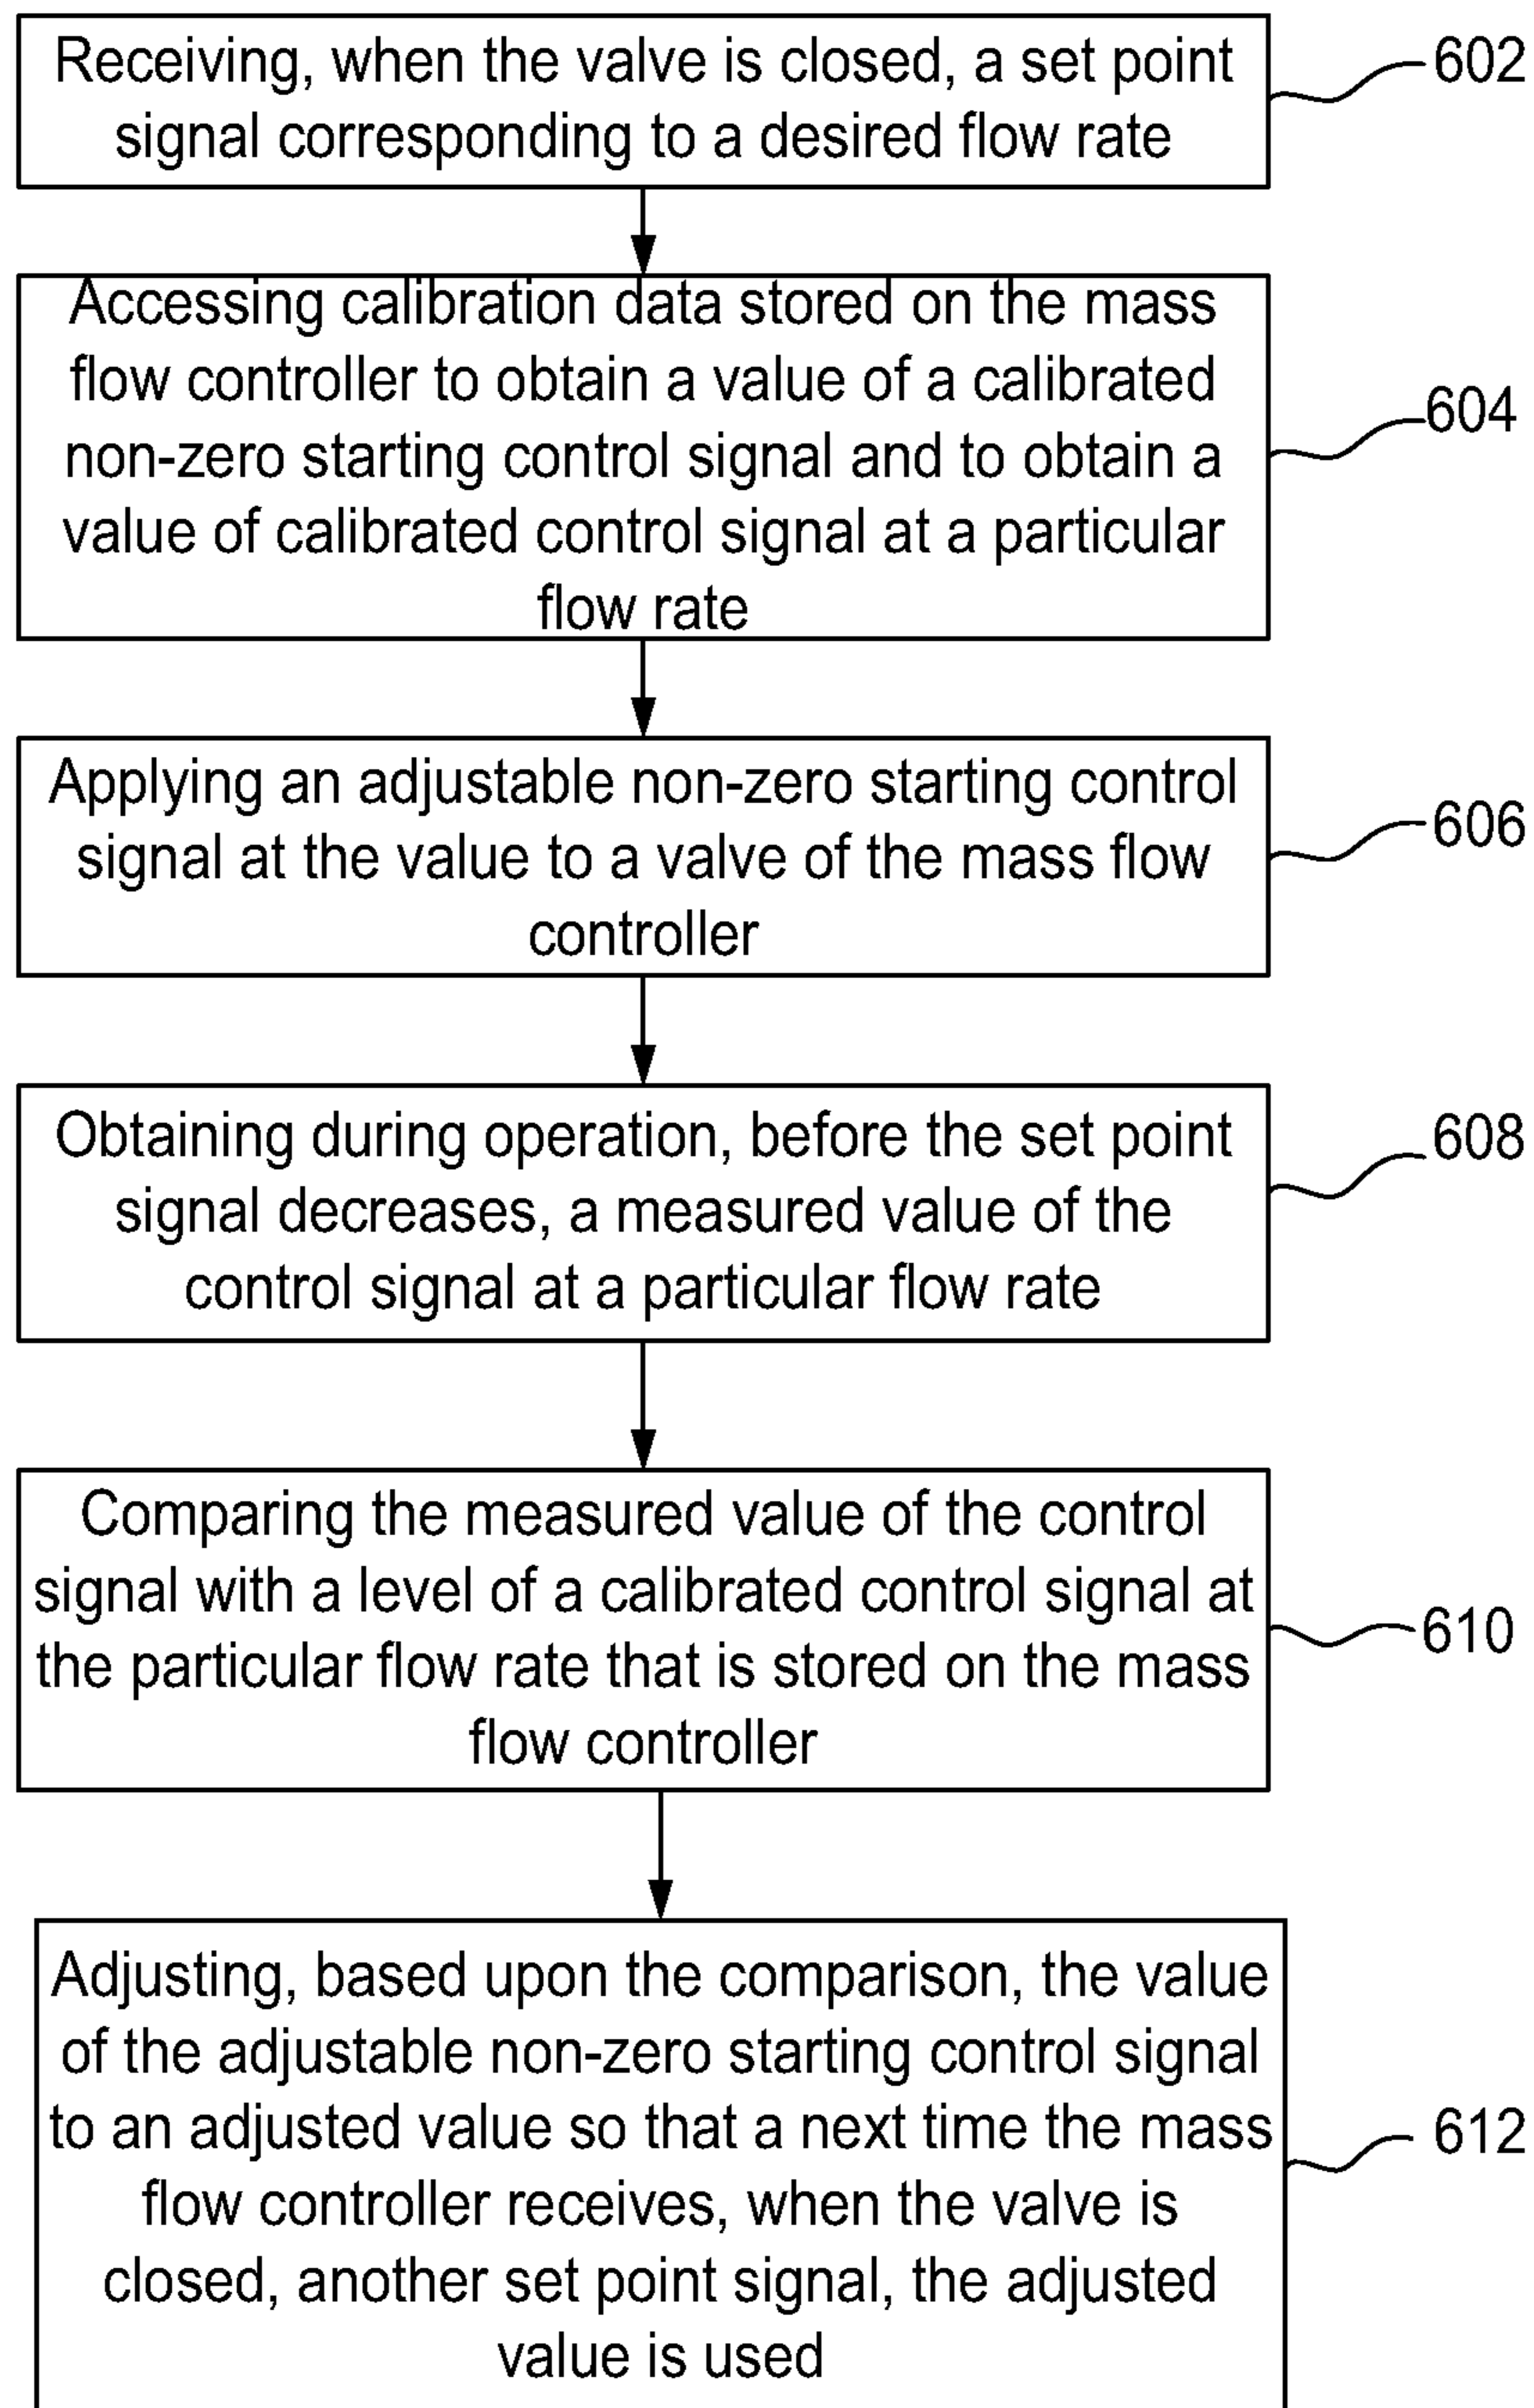 Receiving, when the valve is closed, a set point
signal corresponding to a desired flow rate
602
Accessing calibration data stored on the mass
flow controller to obtain a value of a calibrated
non-zero starting control signal and to obtain a
value of calibrated control signal at a particular
flow rate
604
Applying an adjustable non-zero starting control
signal at the value to a valve of the mass flow
controller
606
Obtaining during operation, before the set point
signal decreases, a measured value of the
control signal at a particular flow rate
608
Comparing the measured value of the control
signal with a level of a calibrated control signal at
the particular flow rate that is stored on the mass
flow controller
610
Adjusting, based upon the comparison, the value
of the adjustable non-zero starting control signal
to an adjusted value so that a next time the mass
flow controller receives, when the valve is
closed, another set point signal, the adjusted
value is used
612